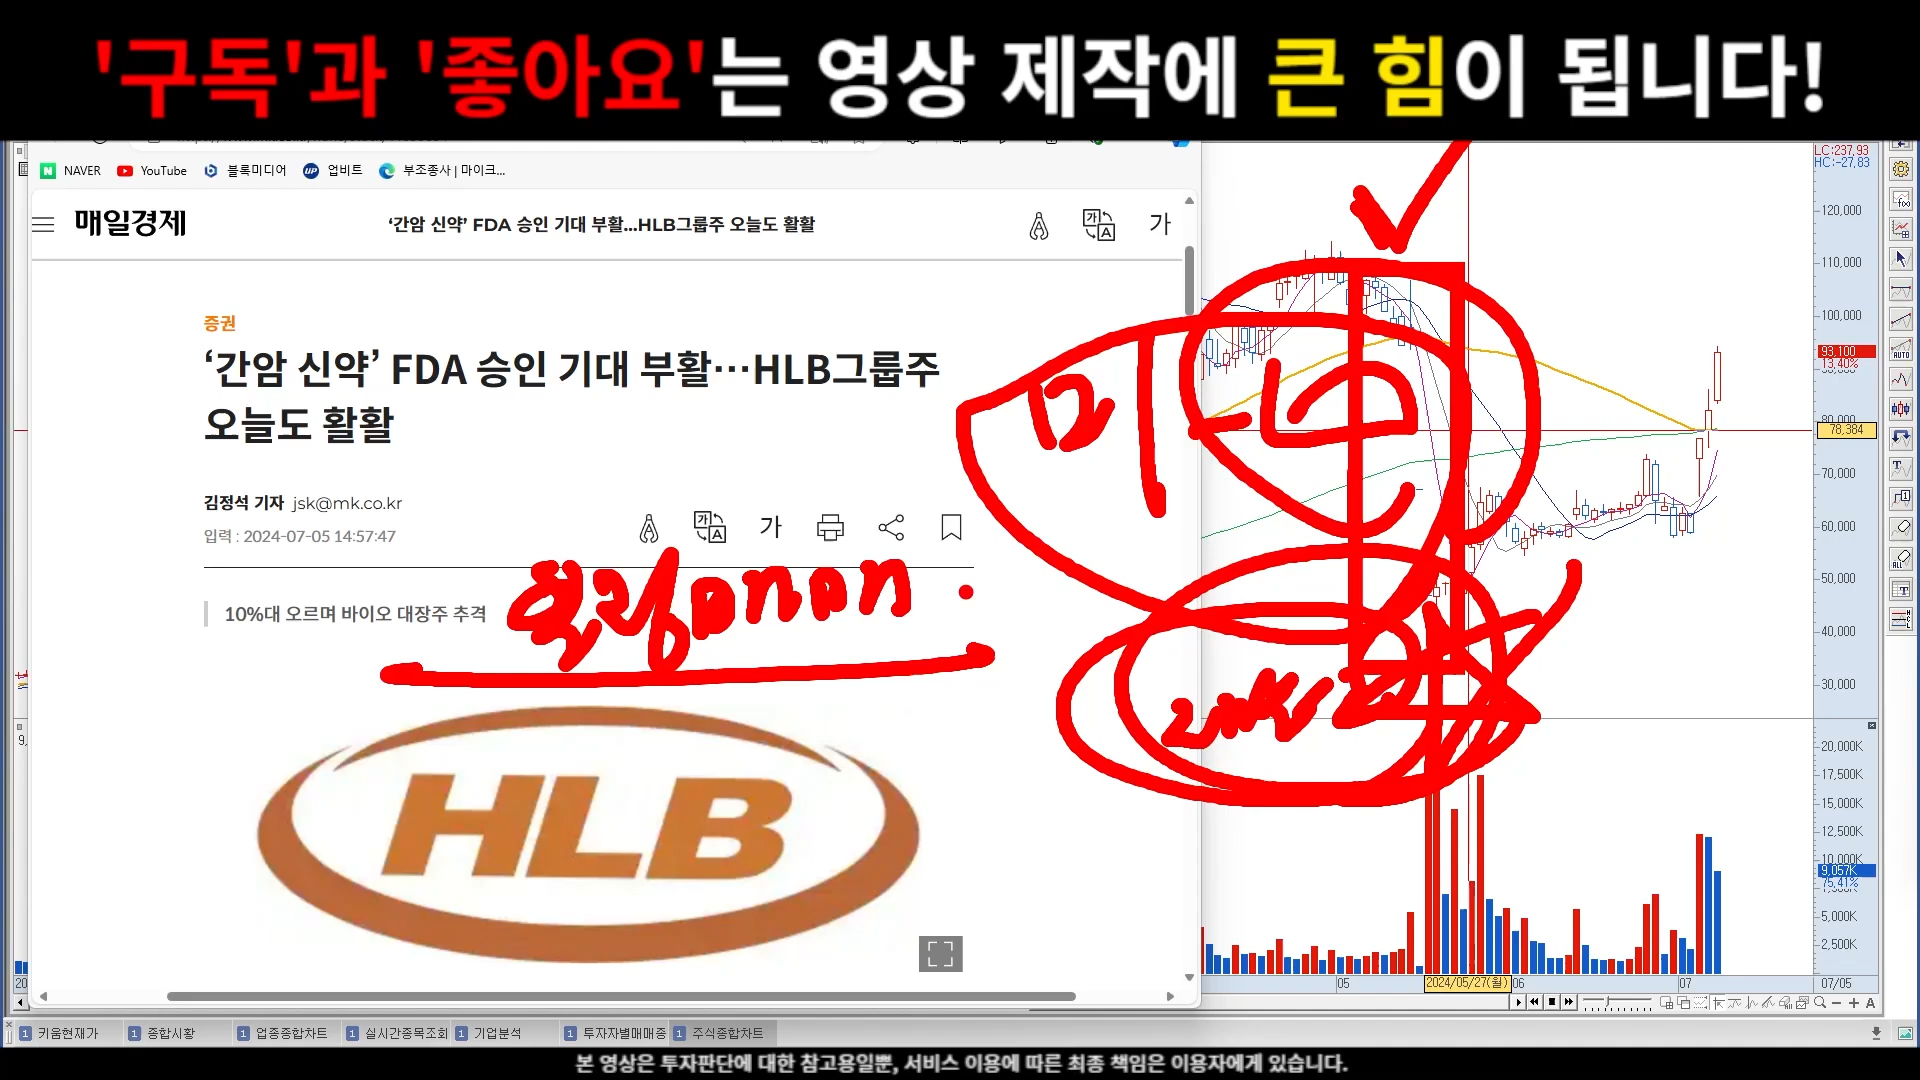 '구독'과 '좋아요'는 영상 제작에 큰 힘이 됩니다!
NAVER YouTube 블록미디어 업비트 부조종사 | 마이크...
매일경제 ‘간암 신약’ FDA 승인 기대 부활…HLB그룹주 오늘도 활활 가
증권
‘간암 신약’ FDA 승인 기대 부활…HLB그룹주
오늘도 활활
김정석 기자 jsk@mk.co.kr
입력 : 2024-07-05 14:57:47
가
10%대 오르며 바이오 대장주 추격
HLB
LC:237,93
HC:-27,83
120,000
110,000
100,000
93,100
13,40%
80,000
78,384
70,000
60,000
50,000
40,000
30,000
20,000K
17,500K
15,000K
12,500K
10,000K
9,057K
75,41%
5,000K
2,500K
05 2024/05/27(월) 06 07 07/05
키움현재가 종합시황 업종종합차트 실시간종목조회 기업분석 투자자별매매종 주식종합차트
본 영상은 투자판단에 대한 참고용일뿐, 서비스 이용에 따른 최종 책임은 이용자에게 있습니다.